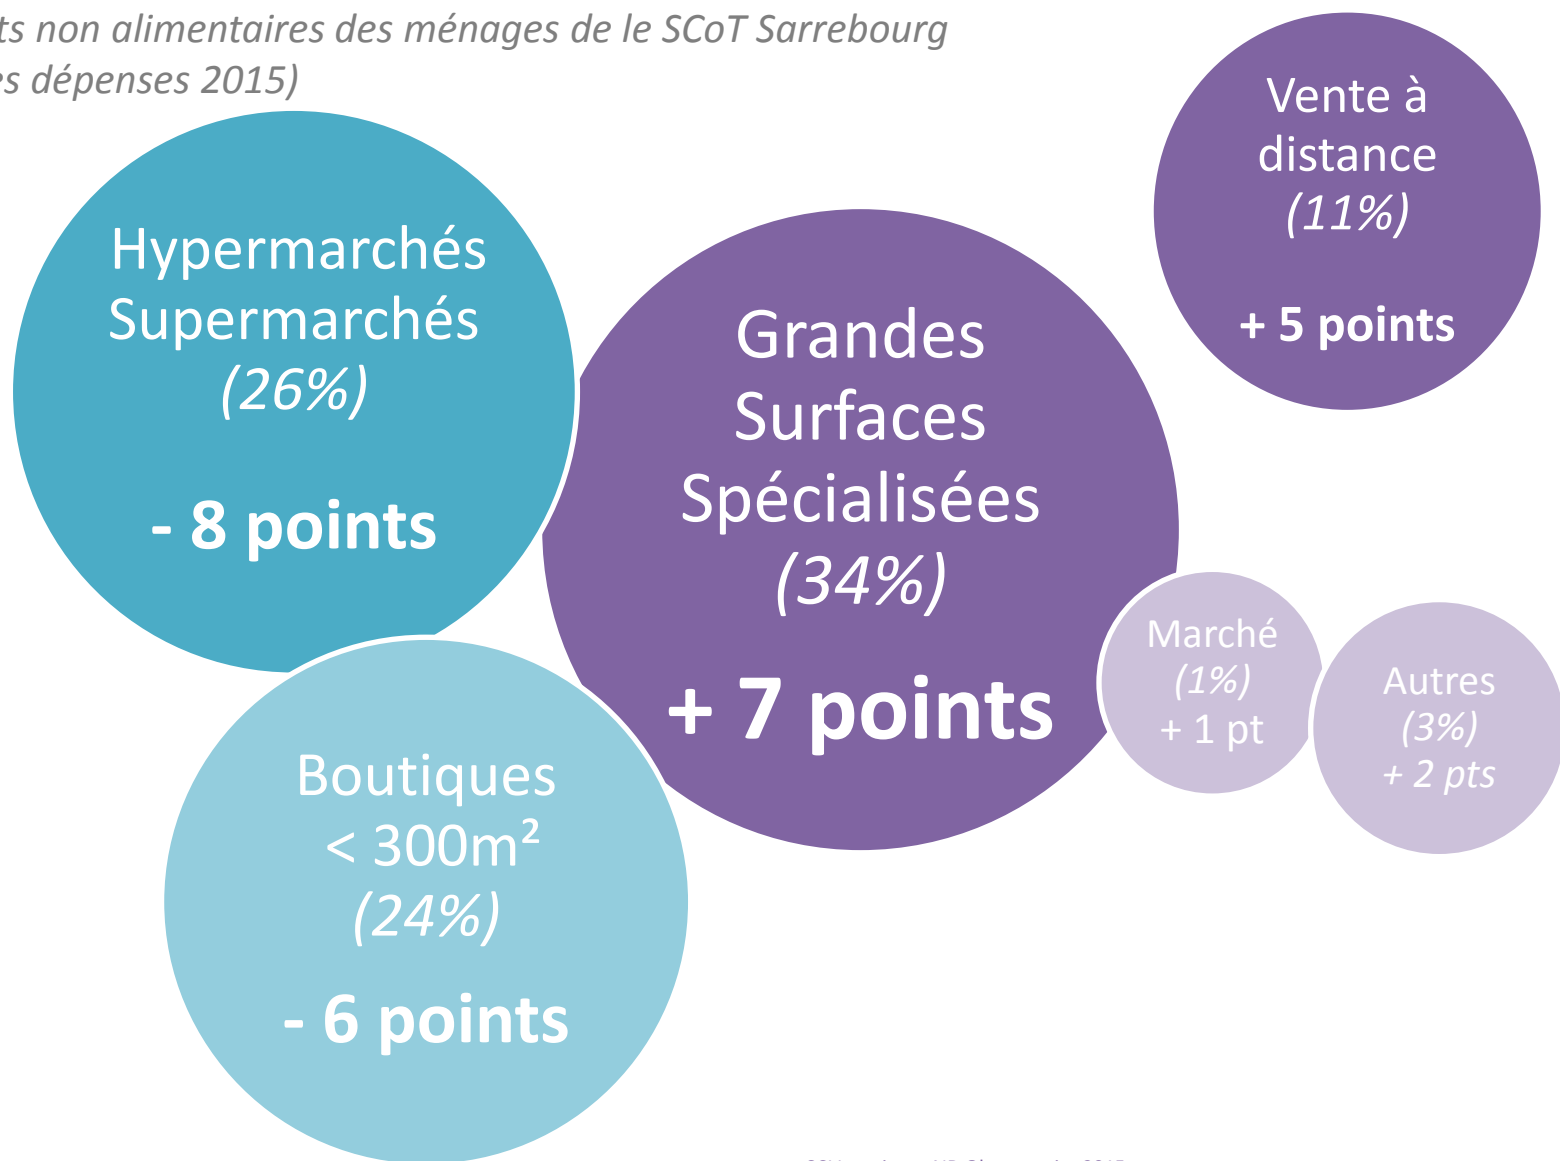 non alimentaires des ménages de le SCoT Sarrebourg
dépenses 2015)
Vente à
distance
(11%)
+ 5 points
Hypermarchés
Supermarchés
(26%)
- 8 points
Grandes
Surfaces
Spécialisées
(34%)
+ 7 points
Marché
(1%)
+ 1 pt
Autres
(3%)
+ 2 pts
Boutiques
< 300m²
(24%)
- 6 points